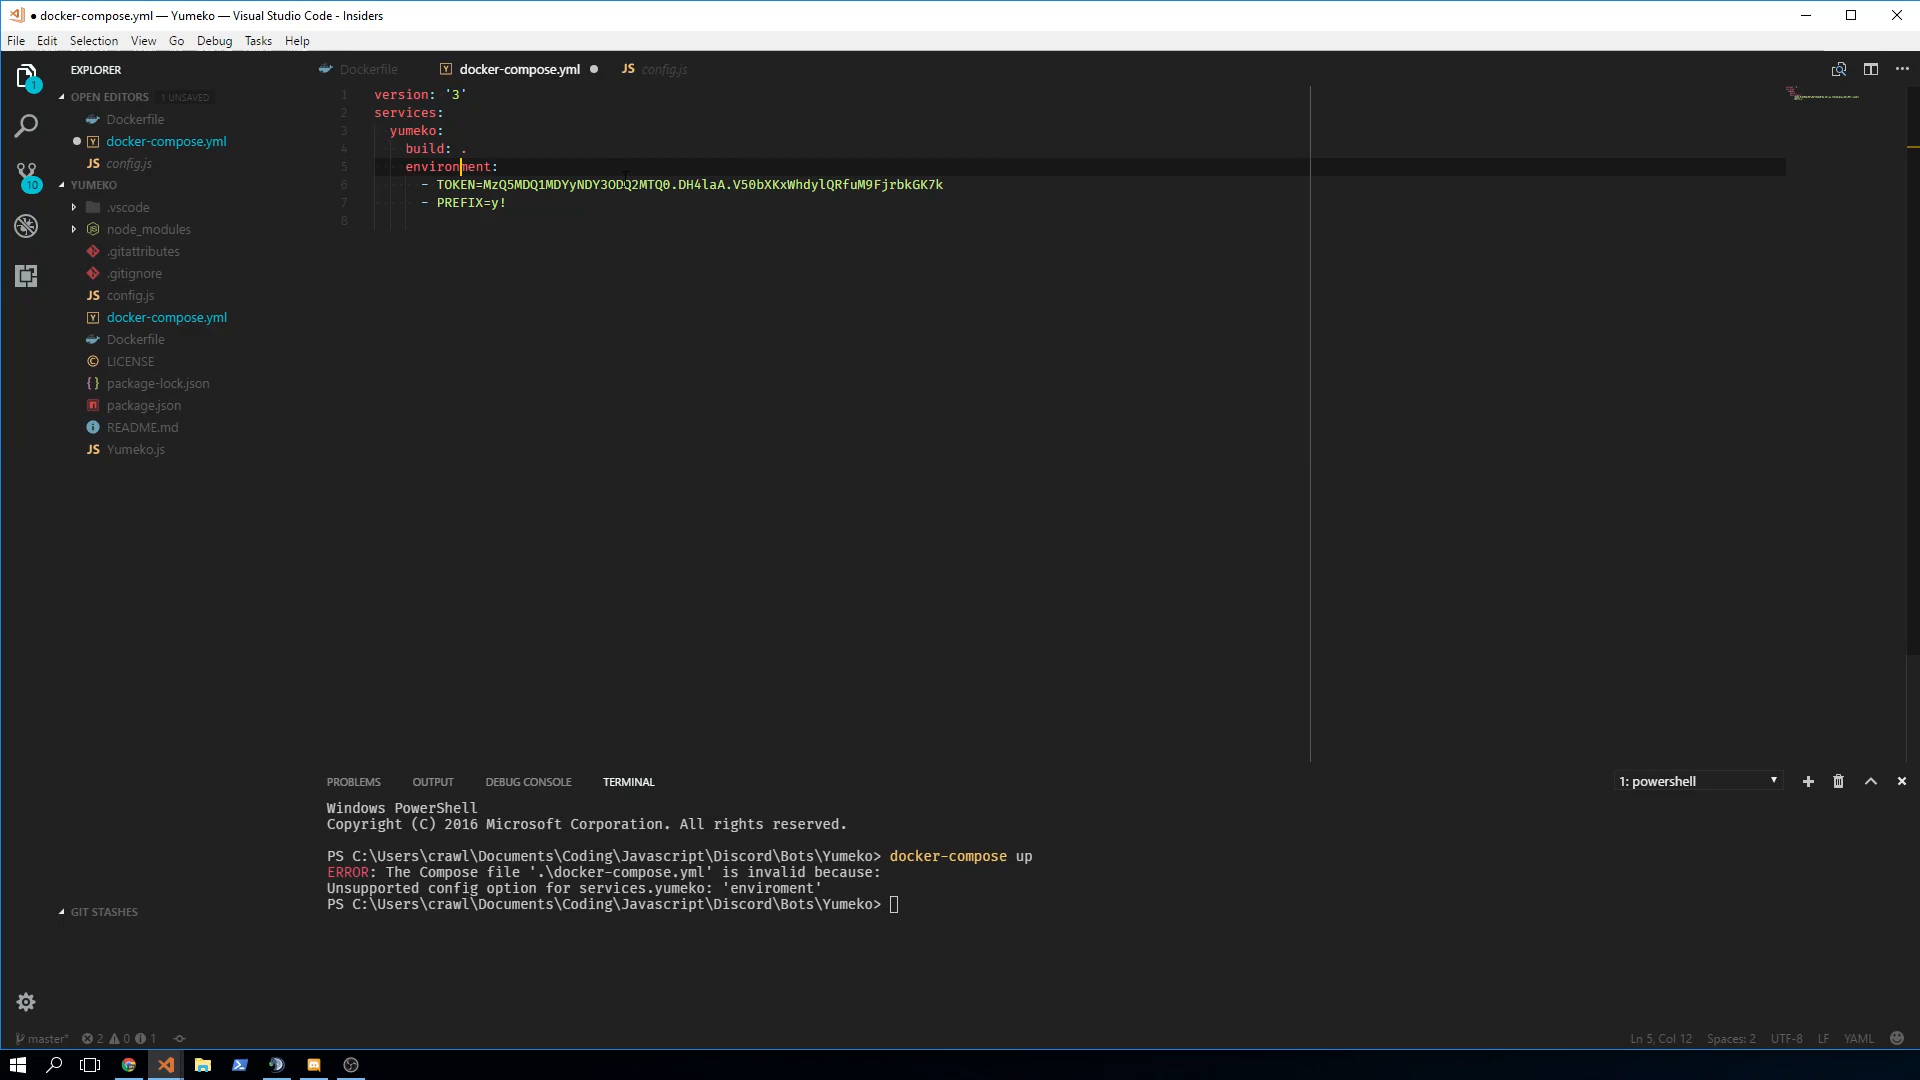 ● docker-compose.yml — Yumeko — Visual Studio Code - Insiders
File Edit Selection View Go Debug Tasks Help
EXPLORER
Dockerfile docker-compose.yml ● JS config.js
OPEN EDITORS 1 UNSAVED
Dockerfile
docker-compose.yml
JS config.js
YUMEKO
.vscode
node_modules
.gitattributes
.gitignore
JS config.js
docker-compose.yml
Dockerfile
LICENSE
package-lock.json
package.json
README.md
JS Yumeko.js
GIT STASHES
1
10
1 version: '3'
2 services:
3 yumeko:
4 build: .
5 environment:
6 - TOKEN=MzQ5MDQ1MDYyNDY3ODQ2MTQ0.DH4laA.V50bXKxWhdylQRfuM9FjrbkGK7k
7 - PREFIX=y!
8
PROBLEMS OUTPUT DEBUG CONSOLE TERMINAL 1: powershell
Windows PowerShell
Copyright (C) 2016 Microsoft Corporation. All rights reserved.
PS C:\Users\crawl\Documents\Coding\Javascript\Discord\Bots\Yumeko> docker-compose up
ERROR: The Compose file '.\docker-compose.yml' is invalid because:
Unsupported config option for services.yumeko: 'enviroment'
PS C:\Users\crawl\Documents\Coding\Javascript\Discord\Bots\Yumeko>
master* 2 0 1 Ln 5, Col 12 Spaces: 2 UTF-8 LF YAML